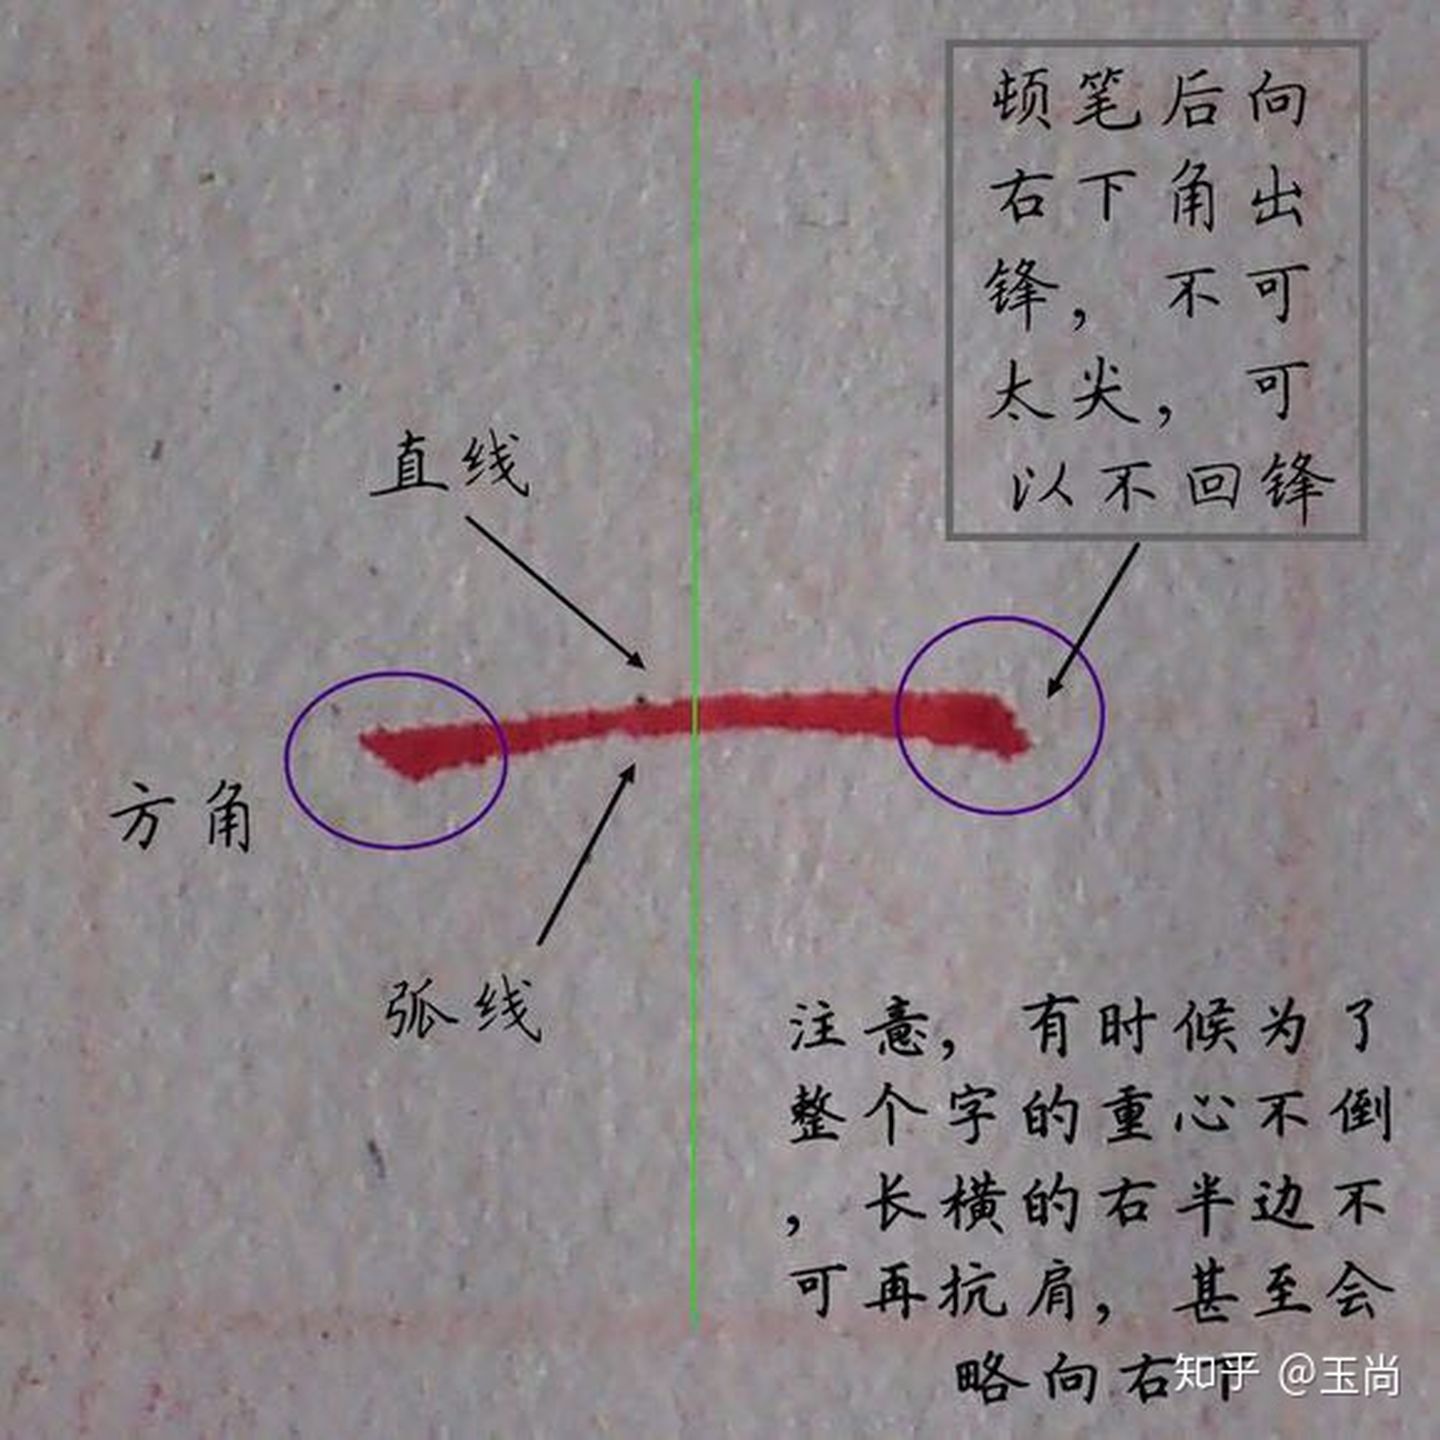 顿笔后向
右下角出
锋，不可
太尖，可
以不回锋
直线
方角
弧线
注意，有时候为了
整个字的重心不倒
，长横的右半边不
可再抗肩，甚至会
略向右下
知乎 @玉尚